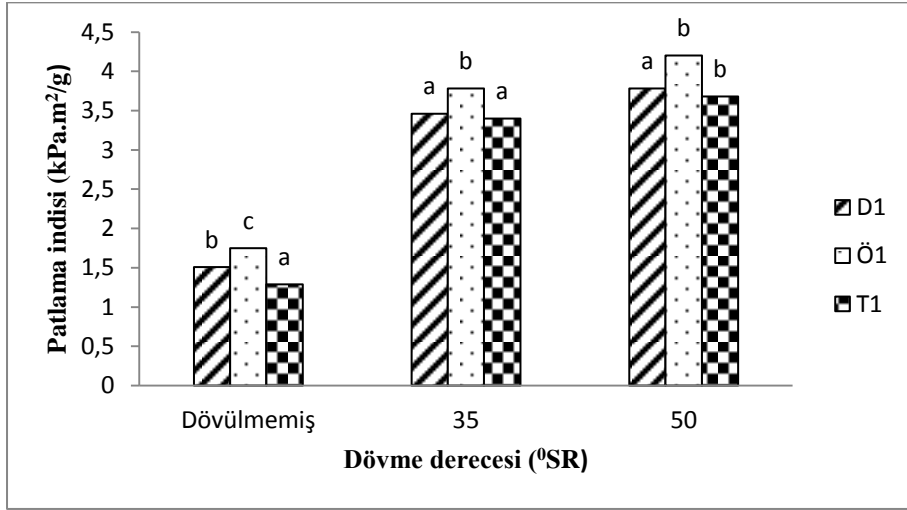 4,5
4
3,5
3
2,5
2
1,5
1
0,5
0
Patlama indisi (kPa.m²/g)
b c a
a b a
a b b
Dövülmemiş 35 50
Dövme derecesi (⁰SR)
D1
Ö1
T1